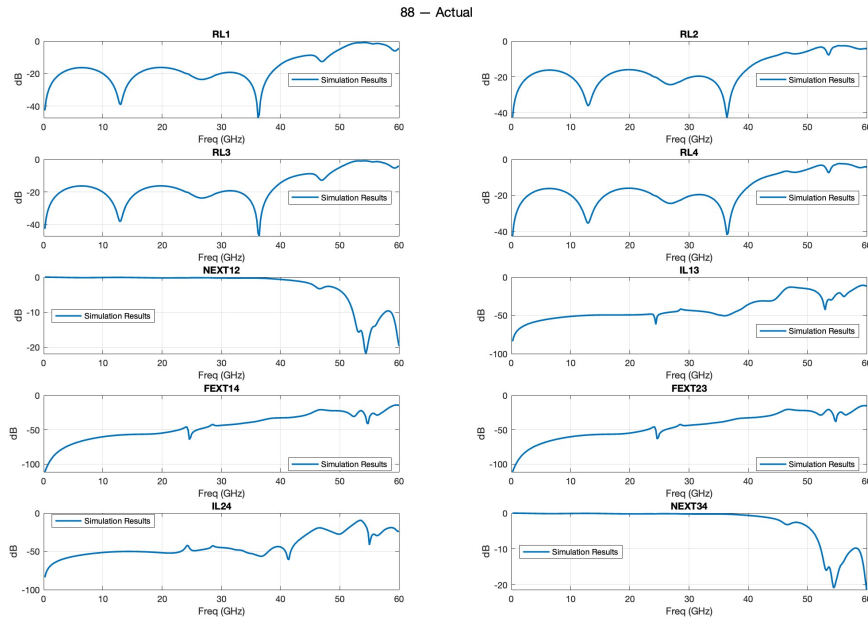 88 — Actual
RL1
0
-20
-40
dB
Simulation Results
0 10 20 30 40 50 60
Freq (GHz)
RL2
0
-20
-40
dB
Simulation Results
0 10 20 30 40 50 60
Freq (GHz)
RL3
0
-20
-40
dB
Simulation Results
0 10 20 30 40 50 60
Freq (GHz)
RL4
0
-20
-40
dB
Simulation Results
0 10 20 30 40 50 60
Freq (GHz)
NEXT12
0
-10
-20
dB
Simulation Results
0 10 20 30 40 50 60
Freq (GHz)
IL13
0
-50
-100
dB
Simulation Results
0 10 20 30 40 50 60
Freq (GHz)
FEXT14
0
-50
-100
dB
Simulation Results
0 10 20 30 40 50 60
Freq (GHz)
FEXT23
0
-50
-100
dB
Simulation Results
0 10 20 30 40 50 60
Freq (GHz)
IL24
0
-50
-100
dB
Simulation Results
0 10 20 30 40 50 60
Freq (GHz)
NEXT34
0
-10
-20
dB
Simulation Results
0 10 20 30 40 50 60
Freq (GHz)